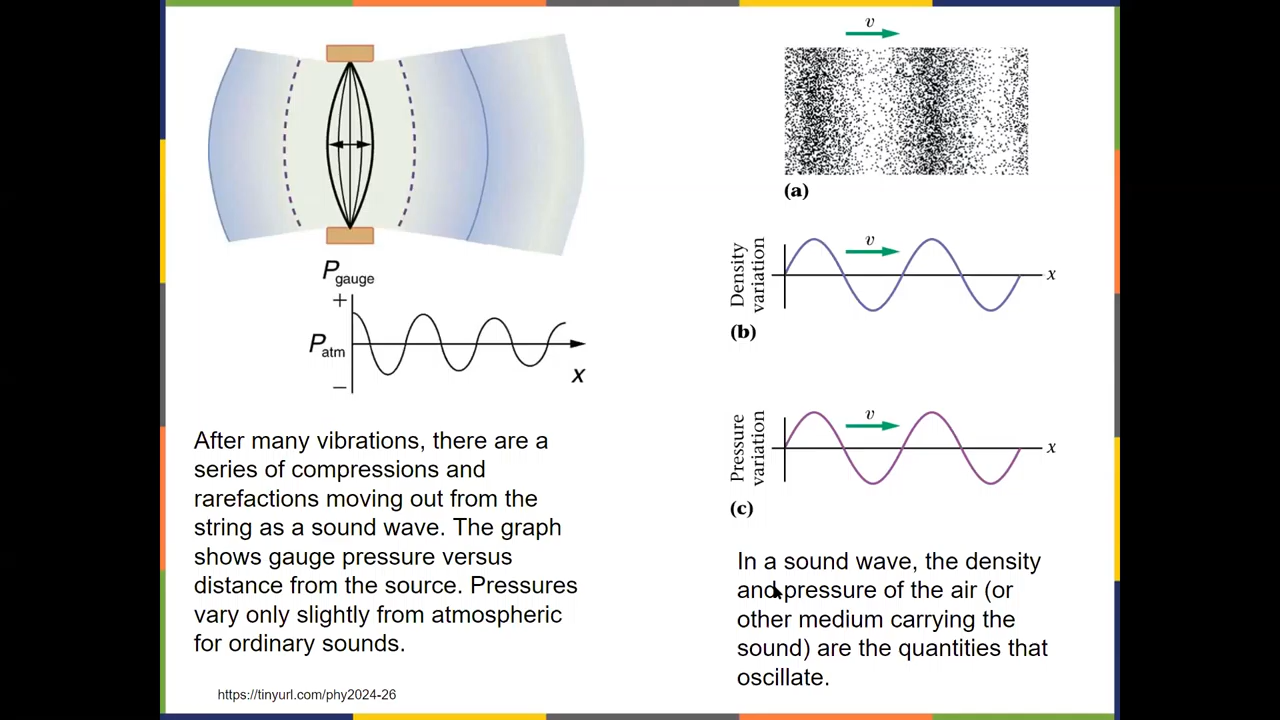 P gauge
+
P atm
–
x
After many vibrations, there are a
series of compressions and
rarefactions moving out from the
string as a sound wave. The graph
shows gauge pressure versus
distance from the source. Pressures
vary only slightly from atmospheric
for ordinary sounds.
https://tinyurl.com/phy2024-26
v
(a)
Density
variation
v
x
(b)
Pressure
variation
v
x
(c)
In a sound wave, the density
and pressure of the air (or
other medium carrying the
sound) are the quantities that
oscillate.